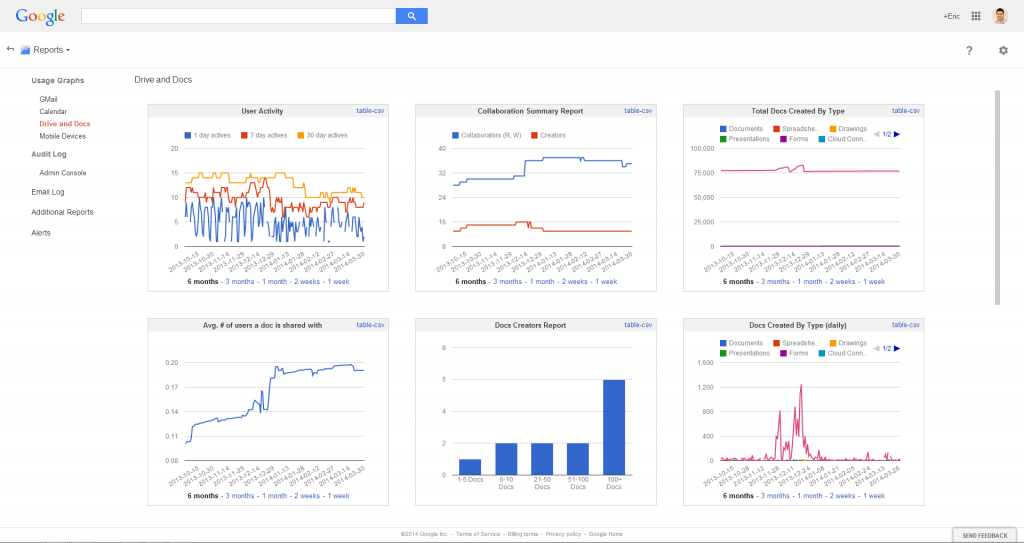 Google
+Eric
Reports
?
Usage Graphs
GMail
Calendar
Drive and Docs
Mobile Devices
Audit Log
Admin Console
Email Log
Additional Reports
Alerts
Drive and Docs
User Activity table-csv
1 day actives 7 day actives 30 day actives
20
15
10
5
0
2013-10-15 2013-10-30 2013-11-14 2013-11-29 2013-12-14 2013-12-29 2014-01-13 2014-01-28 2014-02-12 2014-02-27 2014-03-15 2014-03-30
6 months - 3 months - 1 month - 2 weeks - 1 week
Collaboration Summary Report table-csv
Collaborators (R, W) Creators
40
32
24
16
8
2013-10-15 2013-10-30 2013-11-14 2013-11-29 2013-12-14 2013-12-29 2014-01-13 2014-01-28 2014-02-12 2014-02-27 2014-03-15 2014-03-30
6 months - 3 months - 1 month - 2 weeks - 1 week
Total Docs Created By Type table-csv
Documents Spreadshe... Drawings 1/2
Presentations Forms Cloud Conn...
100,000
75,000
50,000
25,000
0
2013-10-15 2013-10-30 2013-11-14 2013-11-29 2013-12-14 2013-12-29 2014-01-13 2014-01-28 2014-02-12 2014-02-27 2014-03-15 2014-03-30
6 months - 3 months - 1 month - 2 weeks - 1 week
Avg. # of users a doc is shared with table-csv
0.20
0.17
0.14
0.11
0.08
2013-10-15 2013-10-30 2013-11-14 2013-11-29 2013-12-14 2013-12-29 2014-01-13 2014-01-28 2014-02-12 2014-02-27 2014-03-15 2014-03-30
6 months - 3 months - 1 month - 2 weeks - 1 week
Docs Creators Report table-csv
8
6
4
2
0
1-5 Docs 6-10 Docs 21-50 Docs 51-100 Docs 100+ Docs
Docs Created By Type (daily) table-csv
Documents Spreadshe... Drawings 1/2
Presentations Forms Cloud Conn...
1,600
1,200
800
400
0
2013-10-15 2013-10-28 2013-11-12 2013-11-27 2013-12-11 2013-12-24 2014-01-08 2014-01-21 2014-02-05 2014-02-24 2014-03-13 2014-03-28
6 months - 3 months - 1 month - 2 weeks - 1 week
©2014 Google Inc. - Terms of Service - Billing terms - Privacy policy - Google Home
SEND FEEDBACK